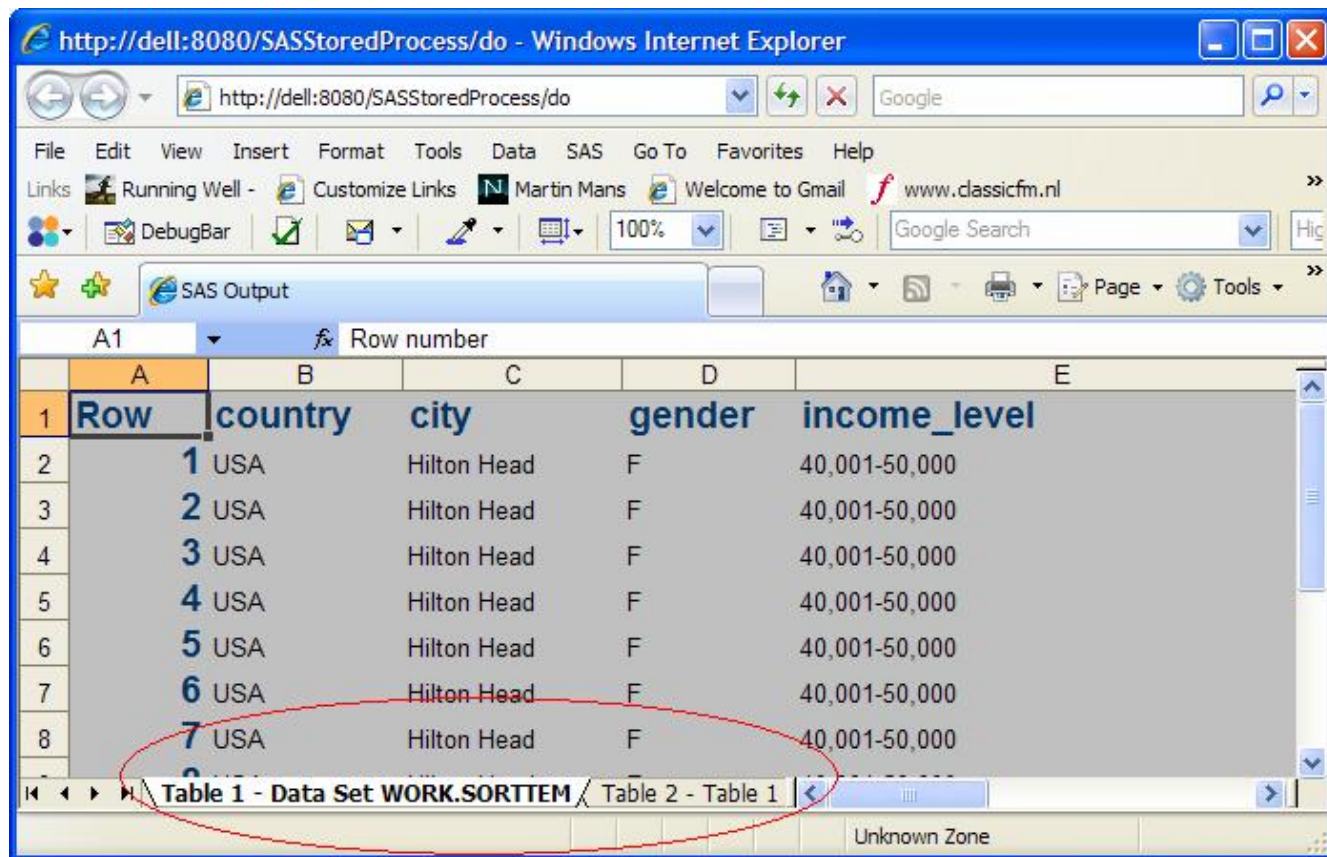 http://dell:8080/SASStoredProcess/do - Windows Internet Explorer
http://dell:8080/SASStoredProcess/do Google
File Edit View Insert Format Tools Data SAS Go To Favorites Help
Links Running Well - Customize Links N Martin Mans Welcome to Gmail f www.classicfm.nl »
DebugBar 100% Google Search Hig
SAS Output Page Tools »
A1 fx Row number
A B C D E
1 Row country city gender income_level
2 1 USA Hilton Head F 40,001-50,000
3 2 USA Hilton Head F 40,001-50,000
4 3 USA Hilton Head F 40,001-50,000
5 4 USA Hilton Head F 40,001-50,000
6 5 USA Hilton Head F 40,001-50,000
7 6 USA Hilton Head F 40,001-50,000
8 7 USA Hilton Head F 40,001-50,000
Table 1 - Data Set WORK.SORTTEM Table 2 - Table 1
Unknown Zone